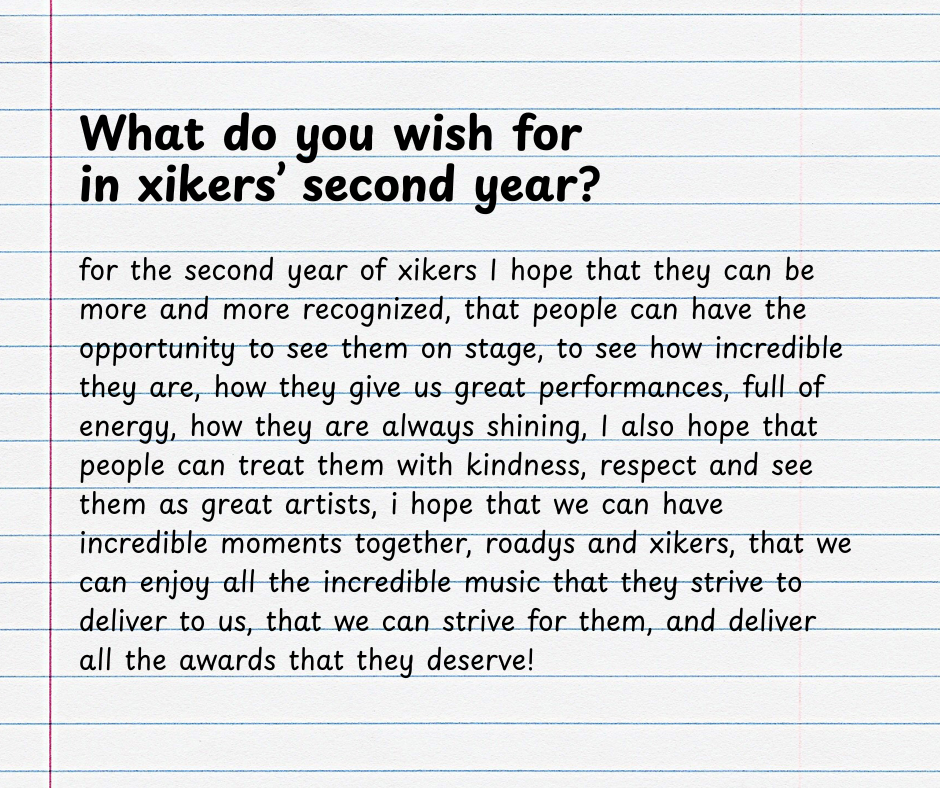 What do you wish for
in xikers’ second year?
for the second year of xikers I hope that they can be
more and more recognized, that people can have the
opportunity to see them on stage, to see how incredible
they are, how they give us great performances, full of
energy, how they are always shining, I also hope that
people can treat them with kindness, respect and see
them as great artists, i hope that we can have
incredible moments together, roadys and xikers, that we
can enjoy all the incredible music that they strive to
deliver to us, that we can strive for them, and deliver
all the awards that they deserve!